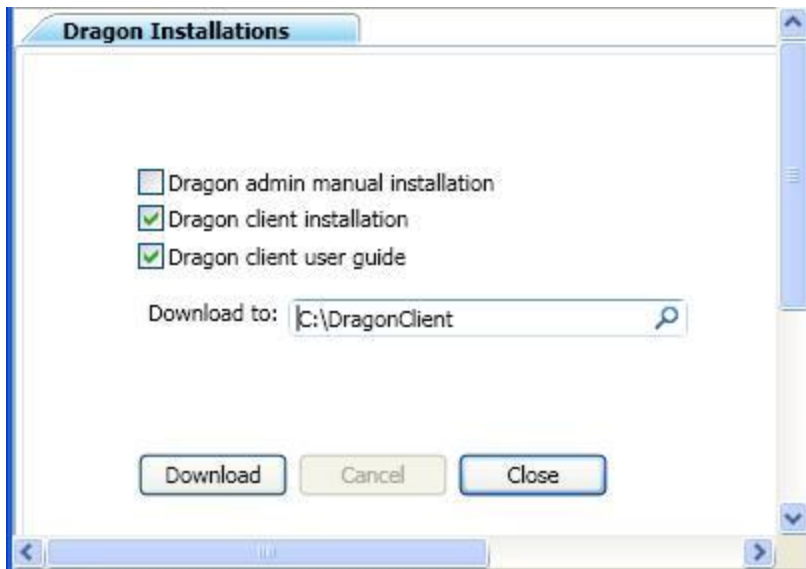 Dragon Installations
Dragon admin manual installation
Dragon client installation
Dragon client user guide
Download to: C:\DragonClient
Download Cancel Close